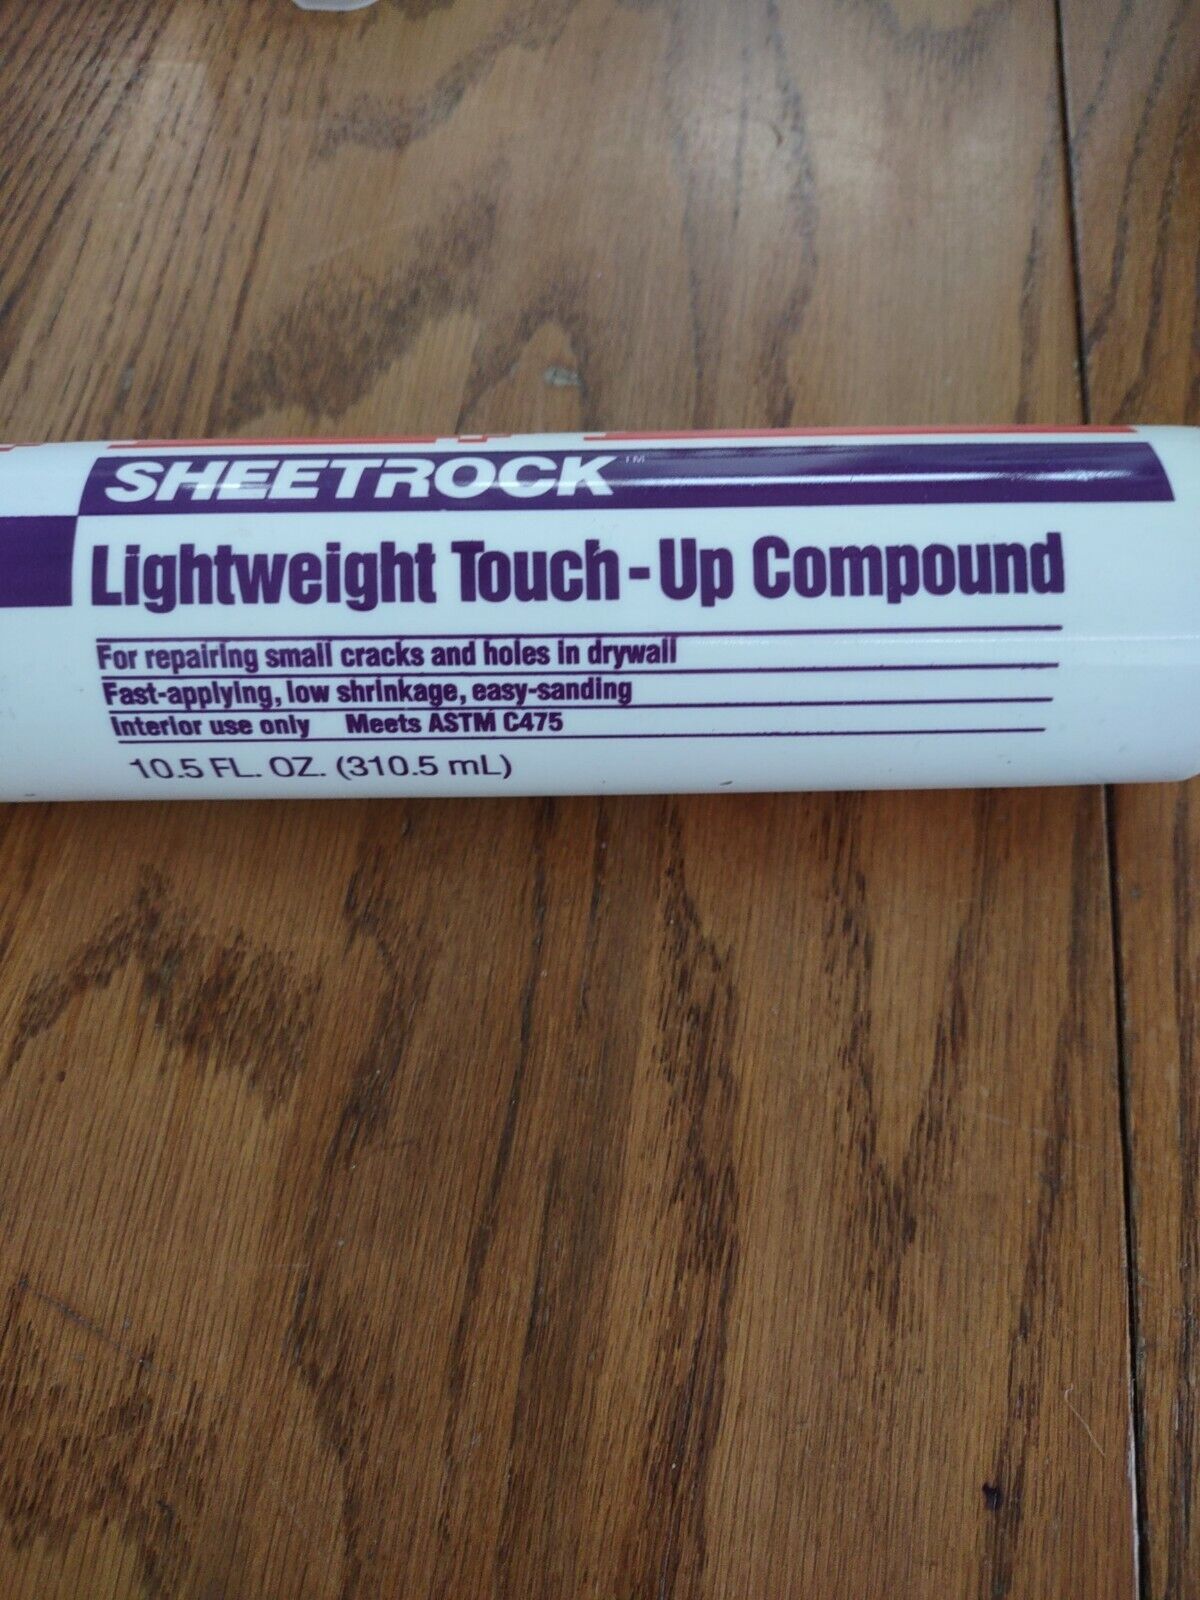 SHEETROCK™
Lightweight Touch-Up Compound
For repairing small cracks and holes in drywall
Fast-applying, low shrinkage, easy-sanding
Interior use only Meets ASTM C475
10.5 FL. OZ. (310.5 mL)